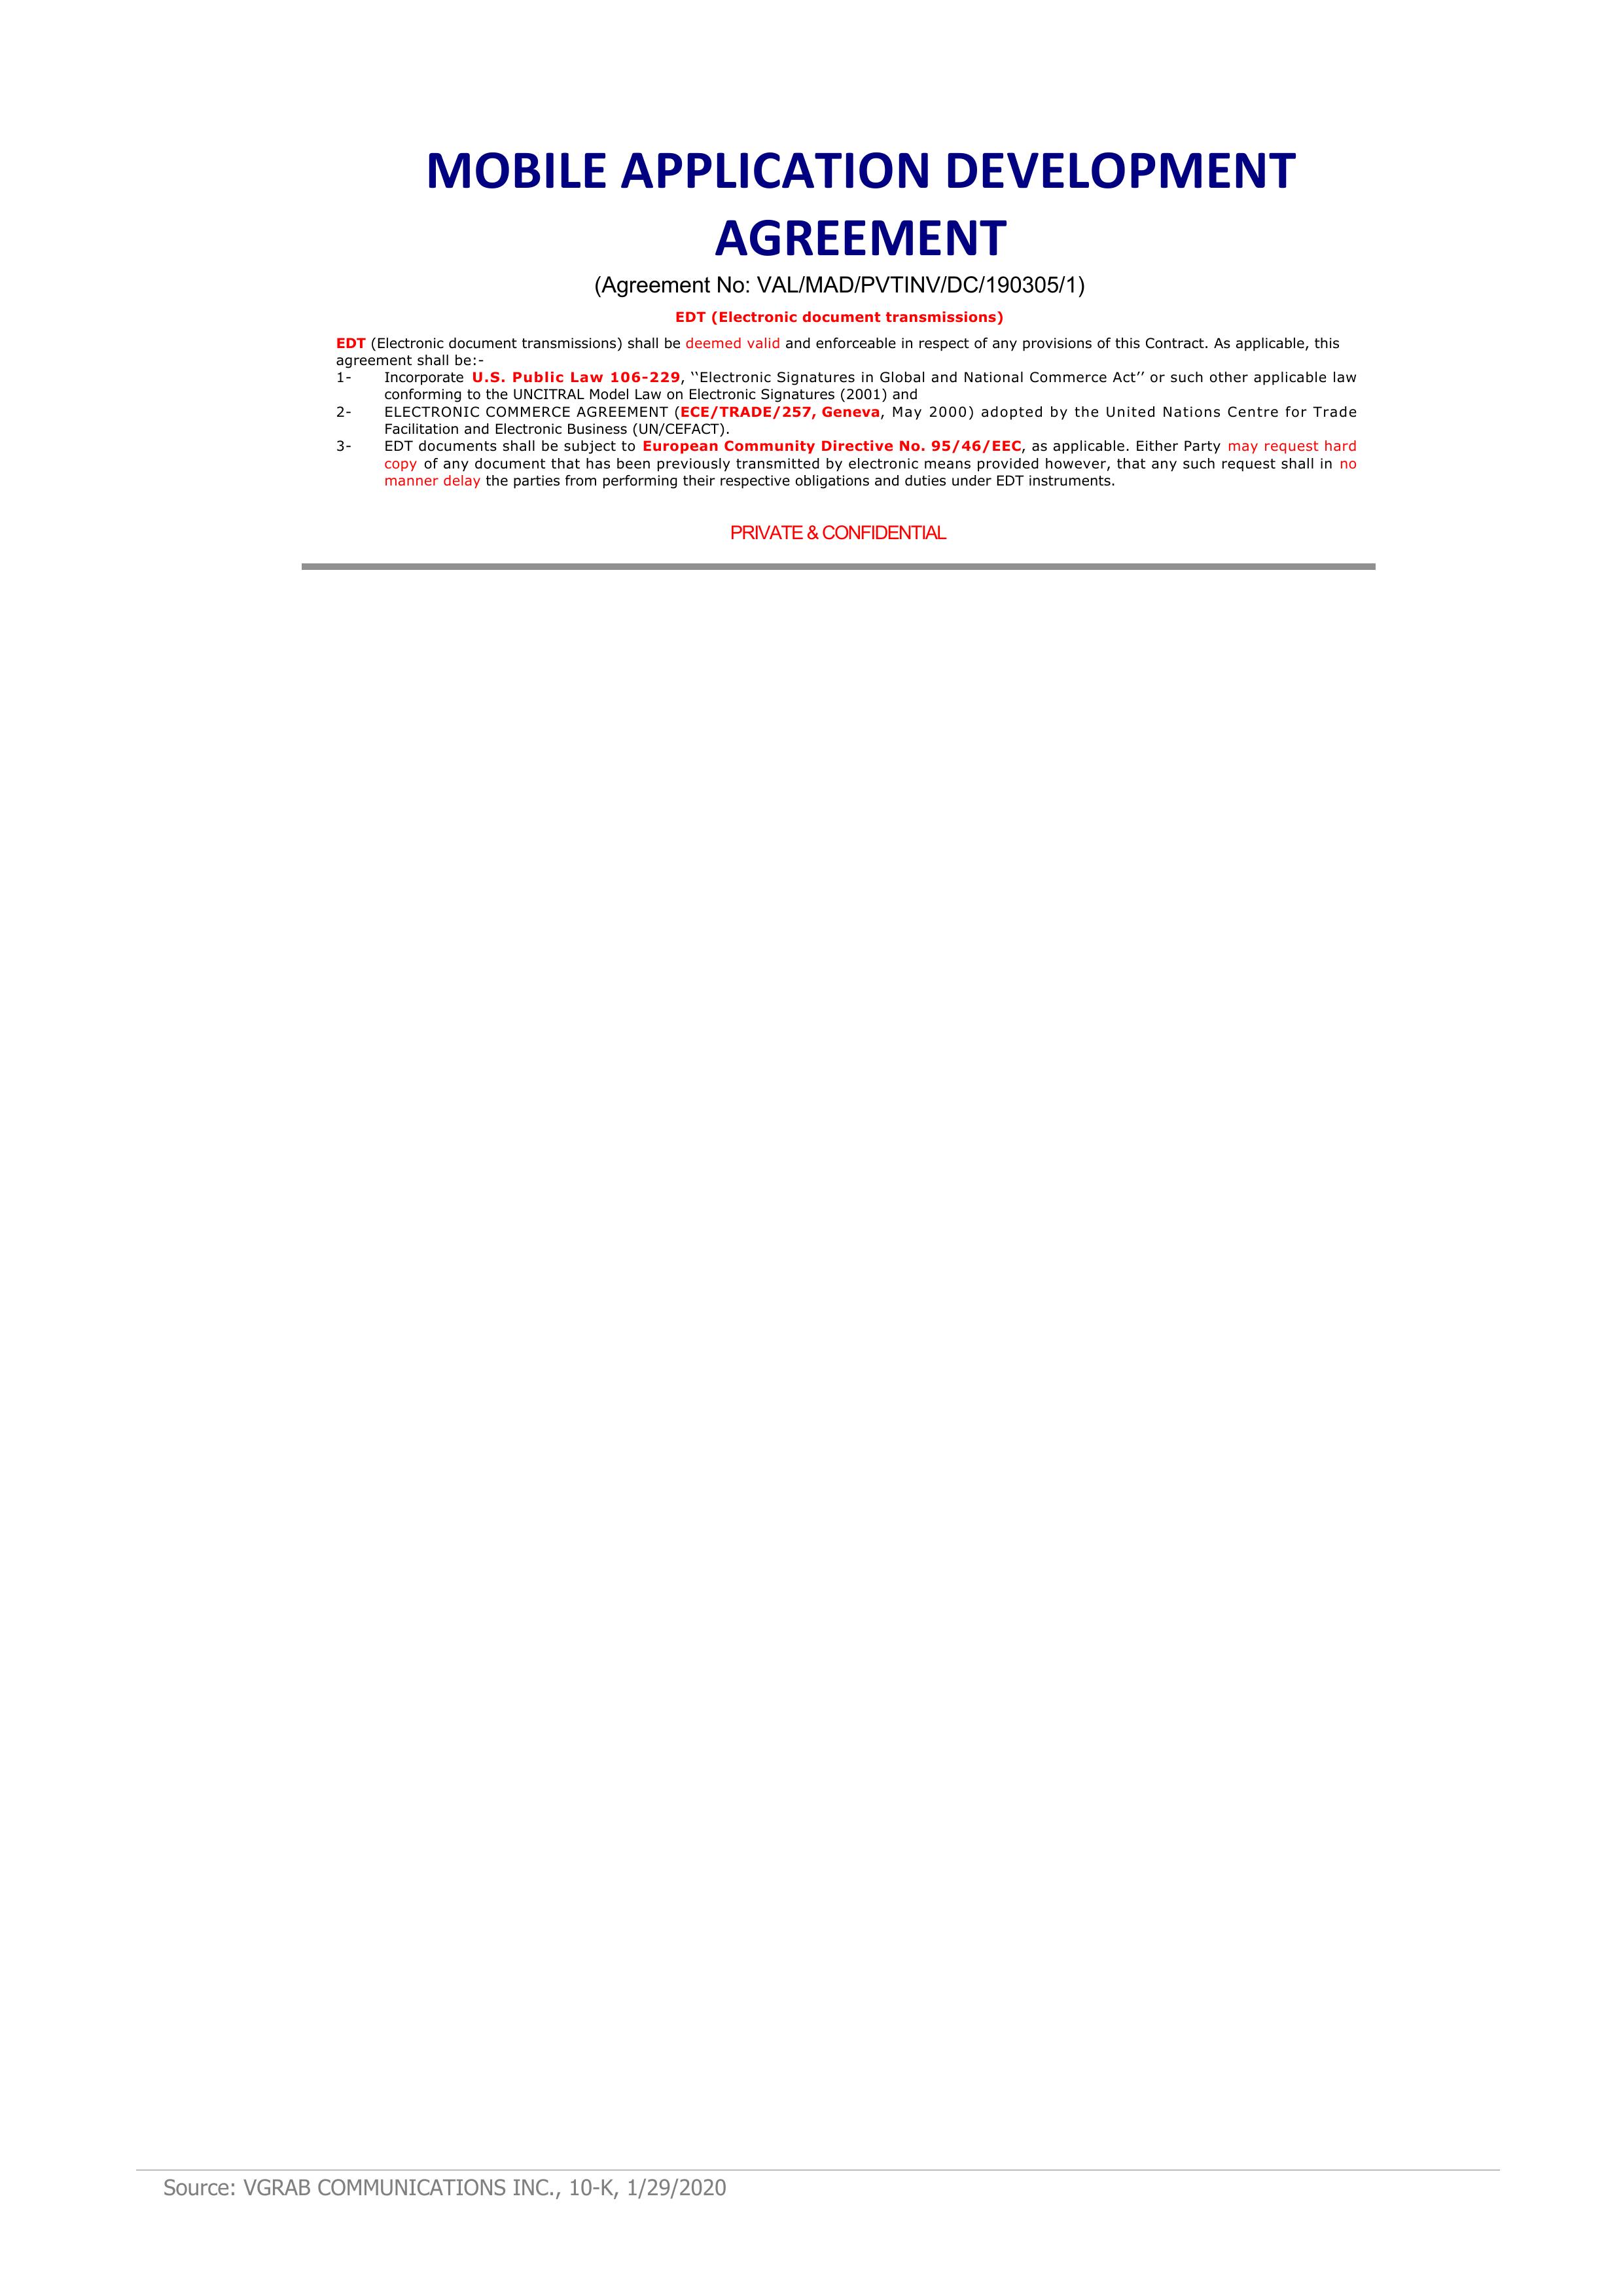 MOBILE APPLICATION DEVELOPMENT
AGREEMENT
(Agreement No: VAL/MAD/PVTINV/DC/190305/1)
EDT (Electronic document transmissions)
EDT (Electronic document transmissions) shall be deemed valid and enforceable in respect of any provisions of this Contract. As applicable, this
agreement shall be:-
1- Incorporate U.S. Public Law 106-229, ‘‘Electronic Signatures in Global and National Commerce Act’’ or such other applicable law
conforming to the UNCITRAL Model Law on Electronic Signatures (2001) and
2- ELECTRONIC COMMERCE AGREEMENT (ECE/TRADE/257, Geneva, May 2000) adopted by the United Nations Centre for Trade
Facilitation and Electronic Business (UN/CEFACT).
3- EDT documents shall be subject to European Community Directive No. 95/46/EEC, as applicable. Either Party may request hard
copy of any document that has been previously transmitted by electronic means provided however, that any such request shall in no
manner delay the parties from performing their respective obligations and duties under EDT instruments.
PRIVATE & CONFIDENTIAL
Source: VGRAB COMMUNICATIONS INC., 10-K, 1/29/2020